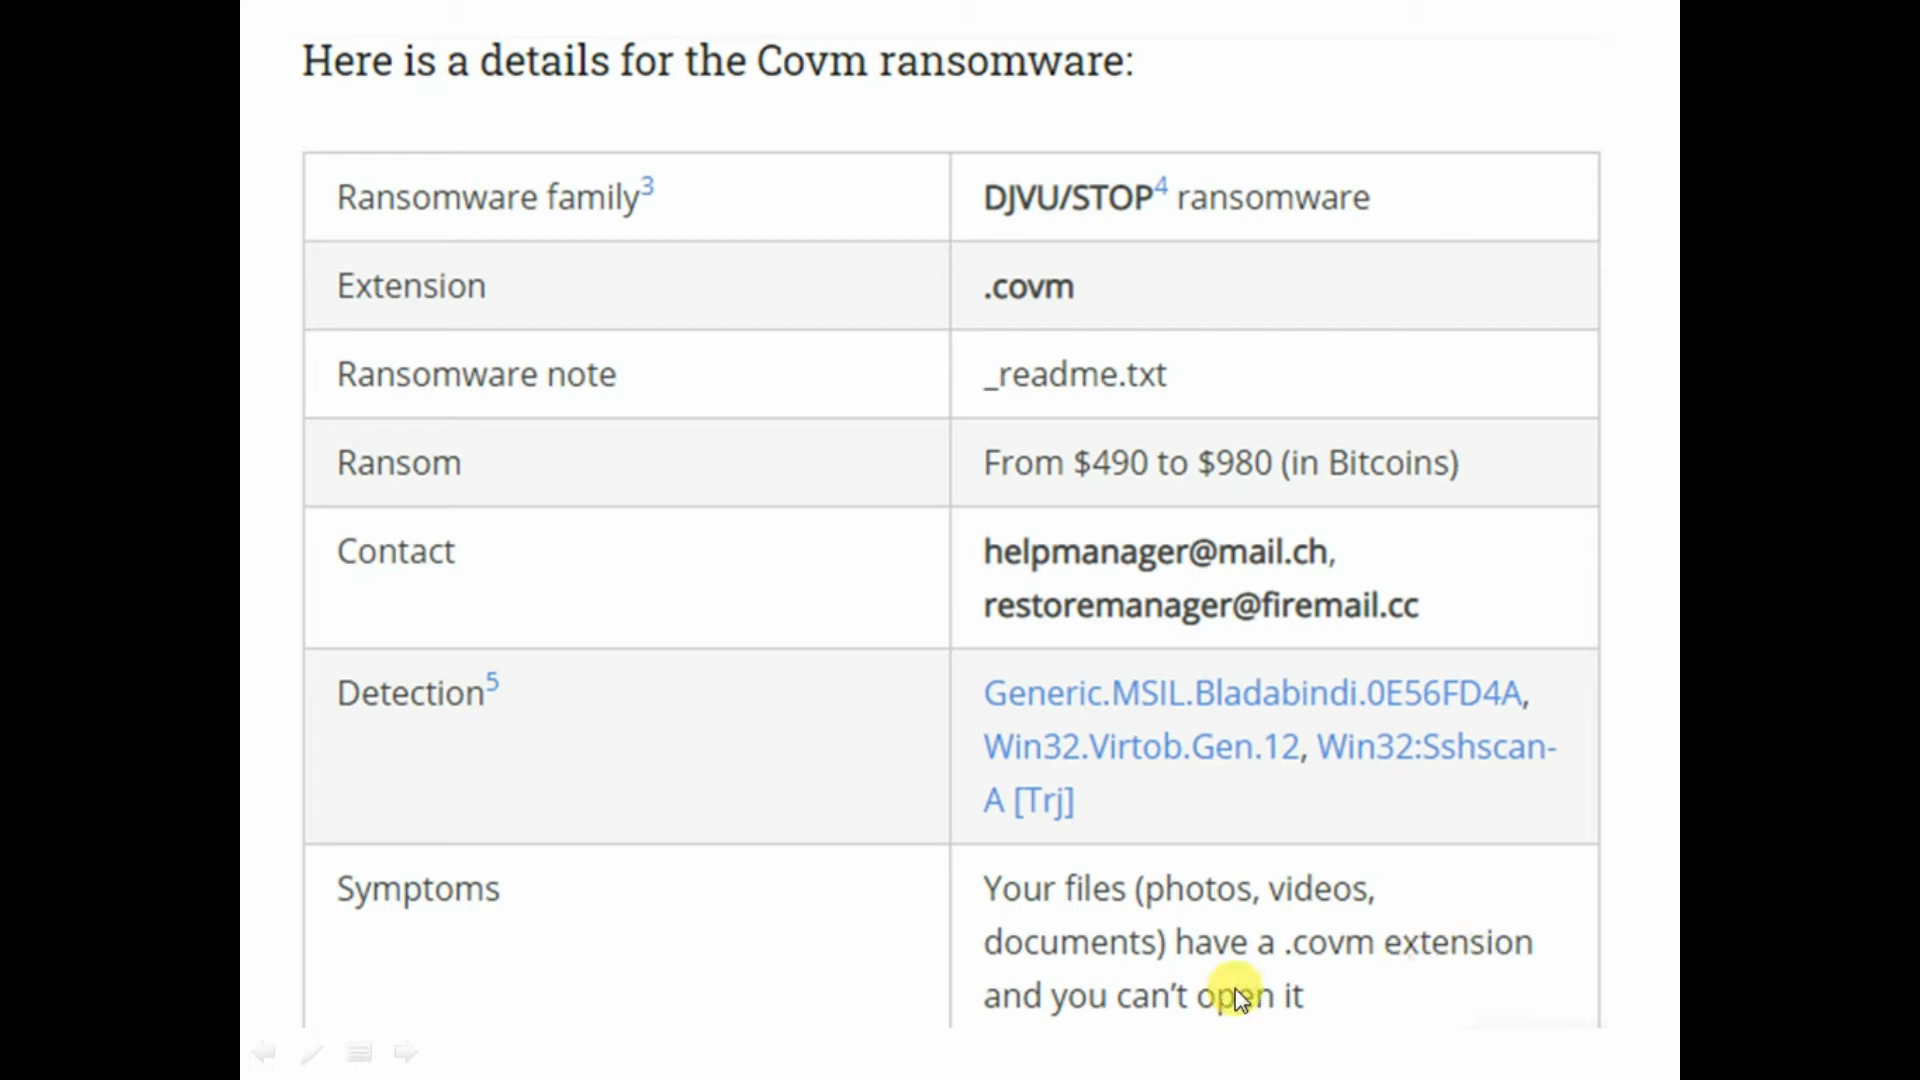 Here is a details for the Covm ransomware:
Ransomware family3
DJVU/STOP4 ransomware
Extension
.covm
Ransomware note
_readme.txt
Ransom
From $490 to $980 (in Bitcoins)
Contact
helpmanager@mail.ch,
restoremanager@firemail.cc
Detection5
Generic.MSIL.Bladabindi.0E56FD4A,
Win32.Virtob.Gen.12, Win32:Sshscan-
A [Trj]
Symptoms
Your files (photos, videos,
documents) have a .covm extension
and you can't open it